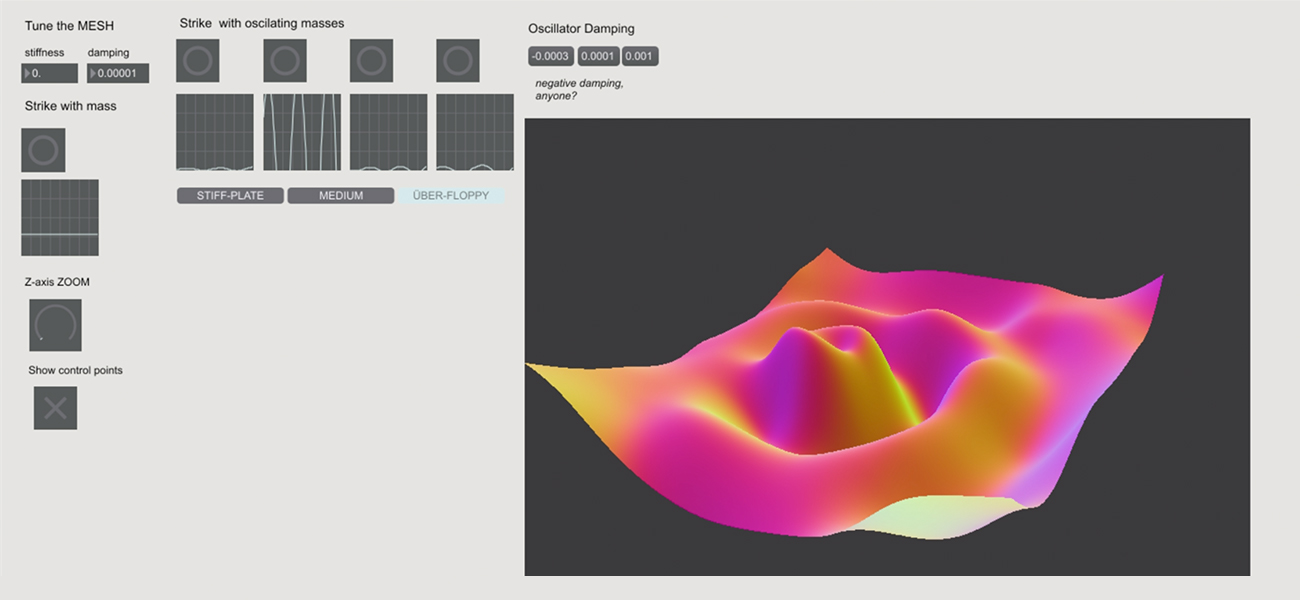 Tune the MESH
stiffness damping
0. 0.00001
Strike with mass
Z-axis ZOOM
Show control points
Strike with oscilating masses
STIFF-PLATE MEDIUM ÜBER-FLOPPY
Oscillator Damping
-0.0003 0.0001 0.001
negative damping,
anyone?